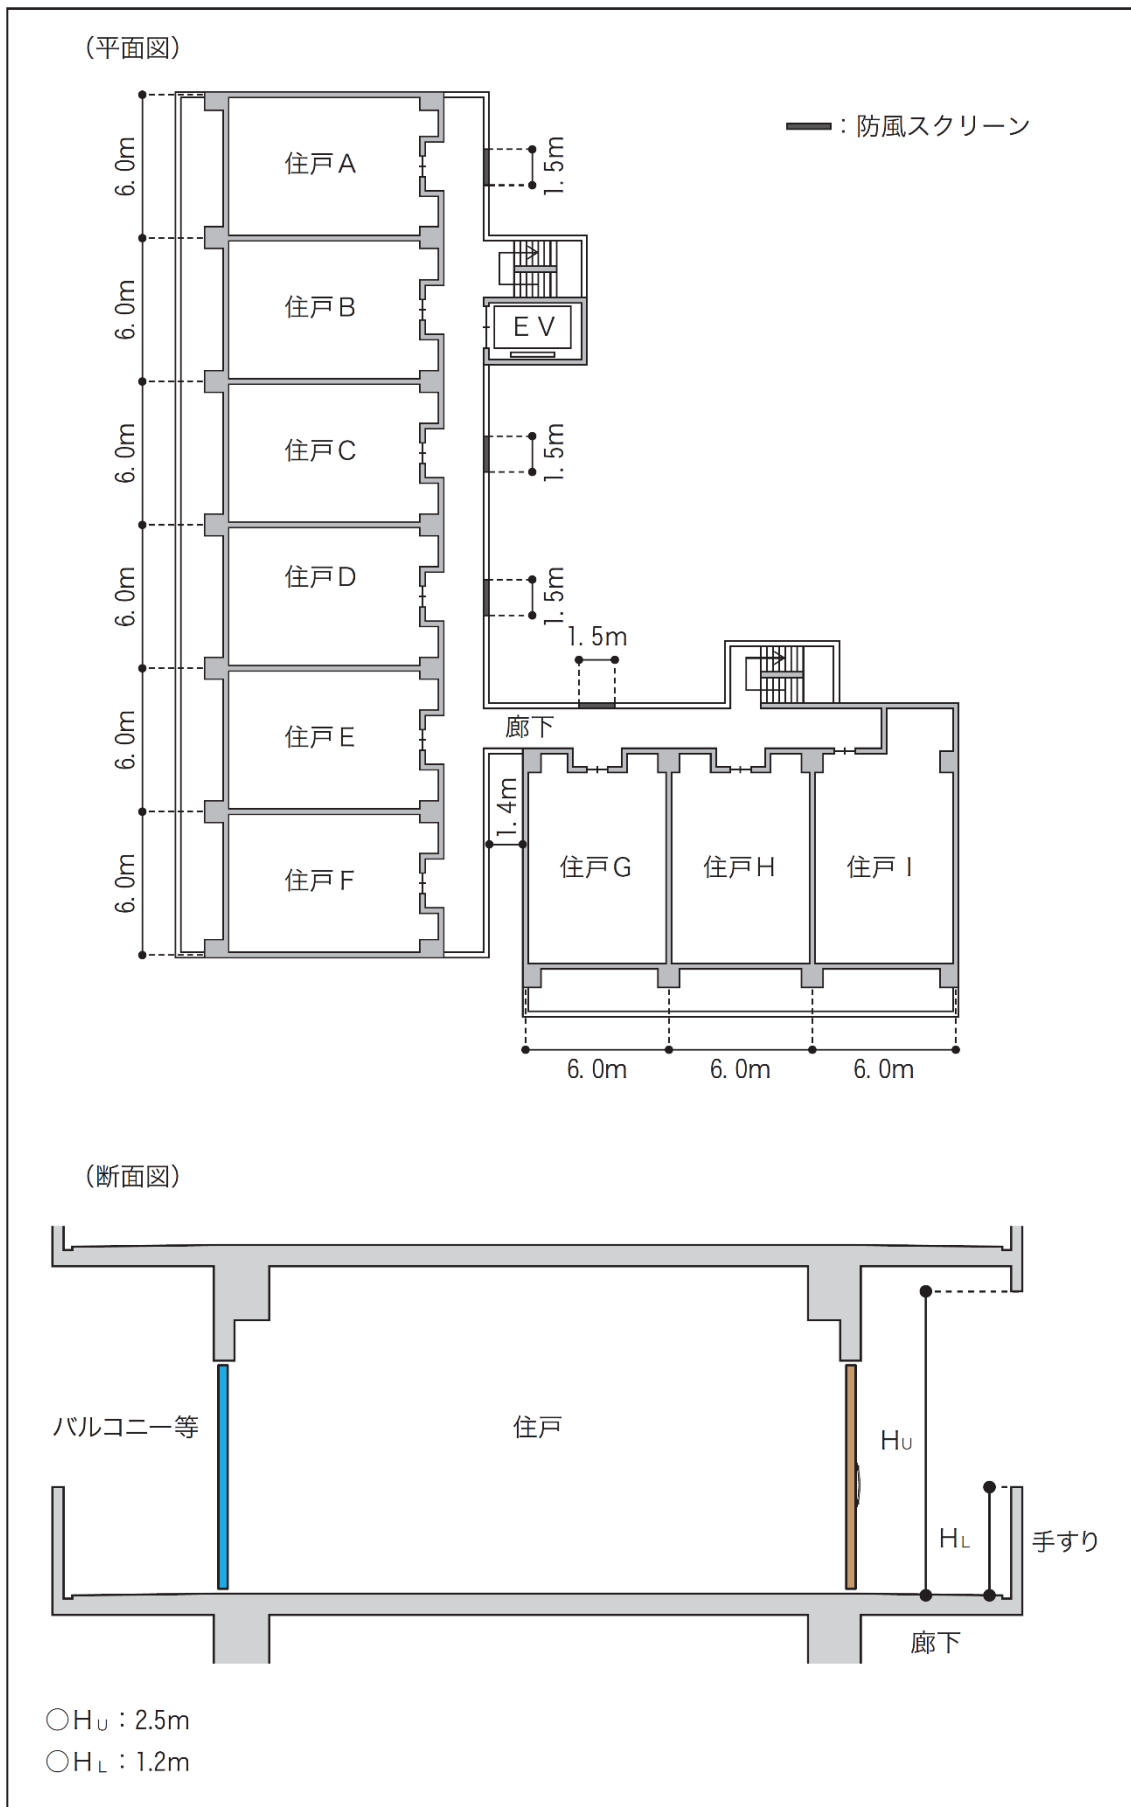 （平面図）
：防風スクリーン
6.0m
住戸A
1.5m
6.0m
住戸B
EV
6.0m
住戸C
1.5m
6.0m
住戸D
1.5m
1.5m
6.0m
住戸E
廊下
1.4m
6.0m
住戸F
住戸G
住戸H
住戸I
6.0m
6.0m
6.0m
（断面図）
バルコニー等
住戸
HU
HL
手すり
廊下
○HU：2.5m
○HL：1.2m